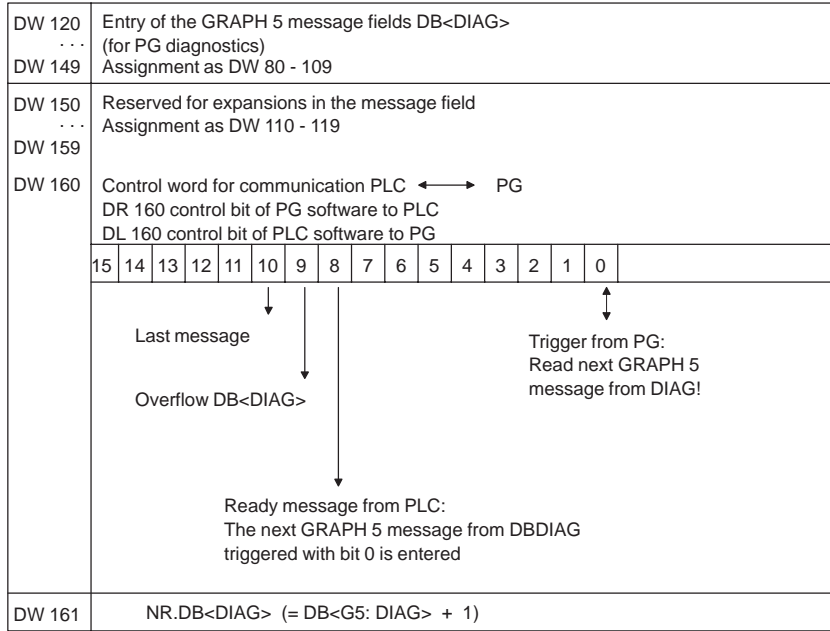 DW 120 Entry of the GRAPH 5 message fields DB<DIAG>
. . . (for PG diagnostics)
DW 149 Assignment as DW 80 - 109
DW 150 Reserved for expansions in the message field
. . . Assignment as DW 110 - 119
DW 159
DW 160 Control word for communication PLC PG
DR 160 control bit of PG software to PLC
DL 160 control bit of PLC software to PG
15 14 13 12 11 10 9 8 7 6 5 4 3 2 1 0
Last message
Overflow DB<DIAG>
Trigger from PG:
Read next GRAPH 5
message from DIAG!
Ready message from PLC:
The next GRAPH 5 message from DBDIAG
triggered with bit 0 is entered
DW 161 NR.DB<DIAG> (= DB<G5: DIAG> + 1)